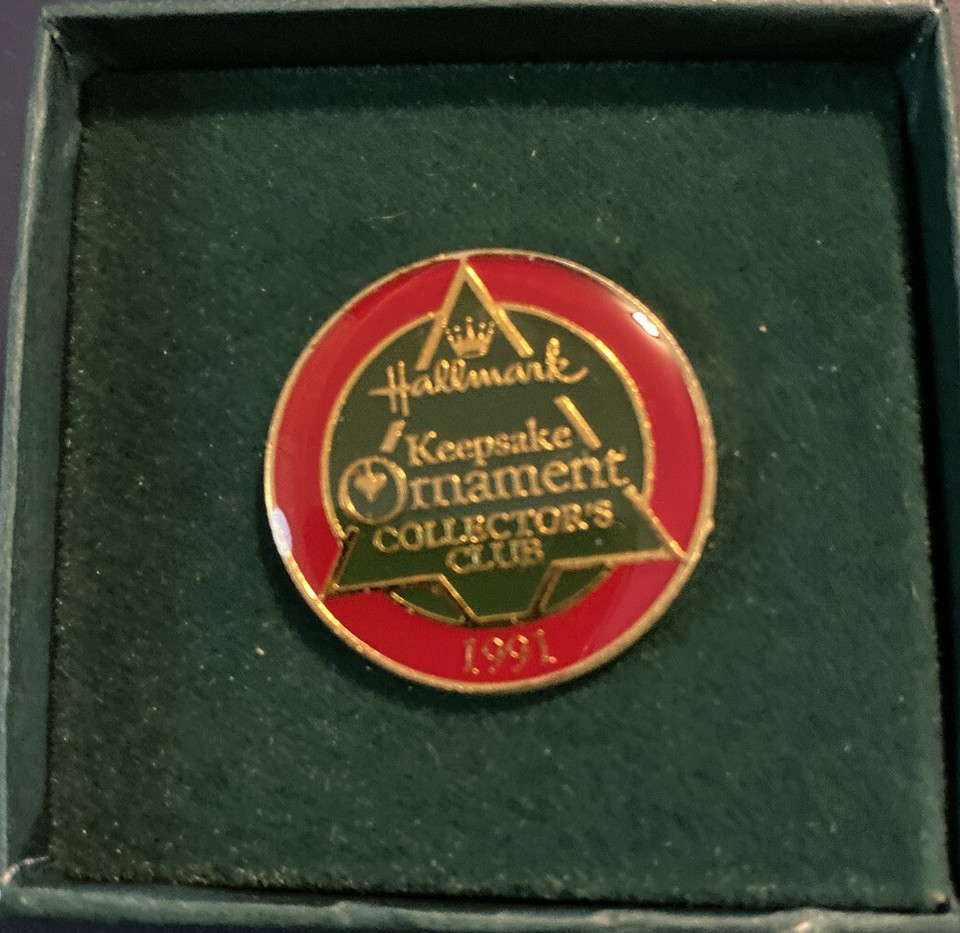 Hallmark
Keepsake
Ornament
COLLECTOR'S
CLUB
1991